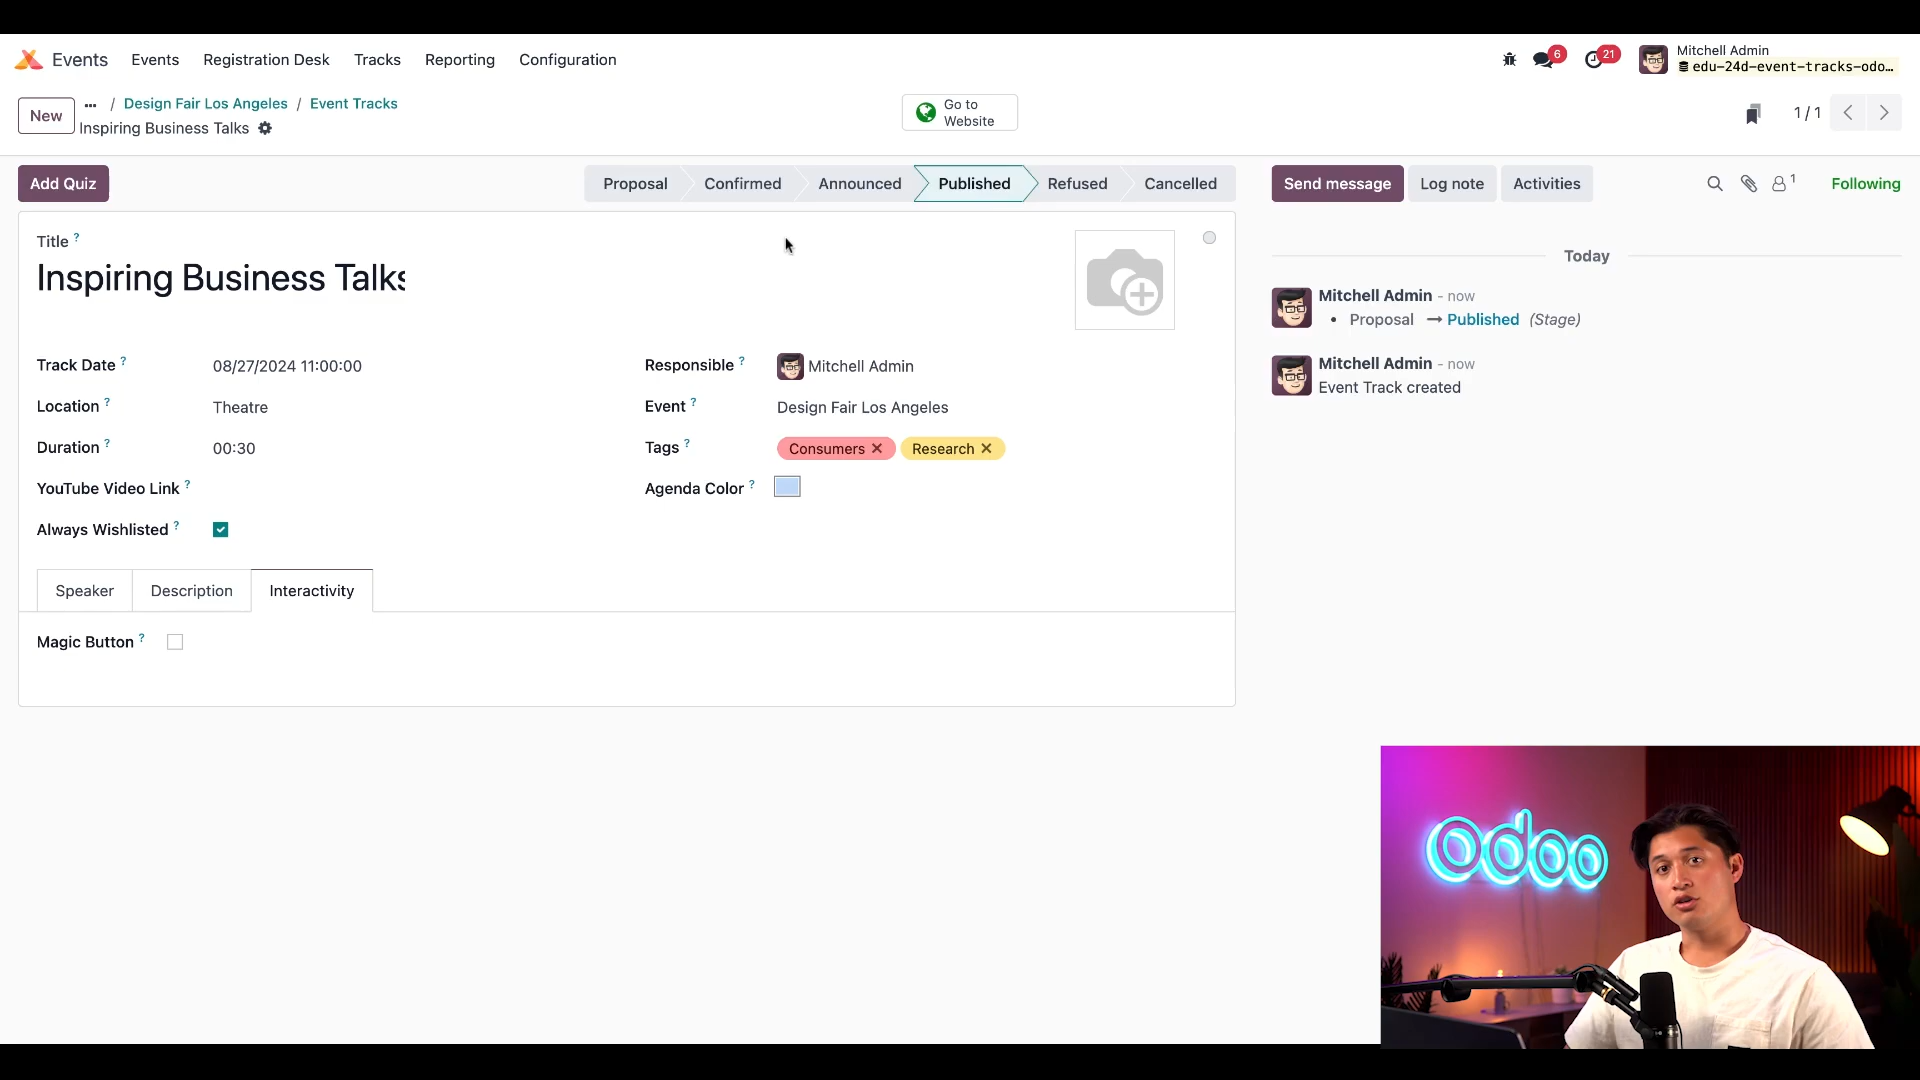 Events
Events
Registration Desk
Tracks
Reporting
Configuration
6
21
Mitchell Admin
edu-24d-event-tracks-odo...
New
... / Design Fair Los Angeles / Event Tracks
Inspiring Business Talks
Go to
Website
1 / 1
Add Quiz
Proposal
Confirmed
Announced
Published
Refused
Cancelled
Send message
Log note
Activities
1
Following
Title ?
Inspiring Business Talks
Track Date ?
08/27/2024 11:00:00
Location ?
Theatre
Duration ?
00:30
YouTube Video Link ?
Always Wishlisted ?
Responsible ?
Mitchell Admin
Event ?
Design Fair Los Angeles
Tags ?
Consumers
Research
Agenda Color ?
Speaker
Description
Interactivity
Magic Button ?
Today
Mitchell Admin - now
• Proposal → Published (Stage)
Mitchell Admin - now
Event Track created
odoo